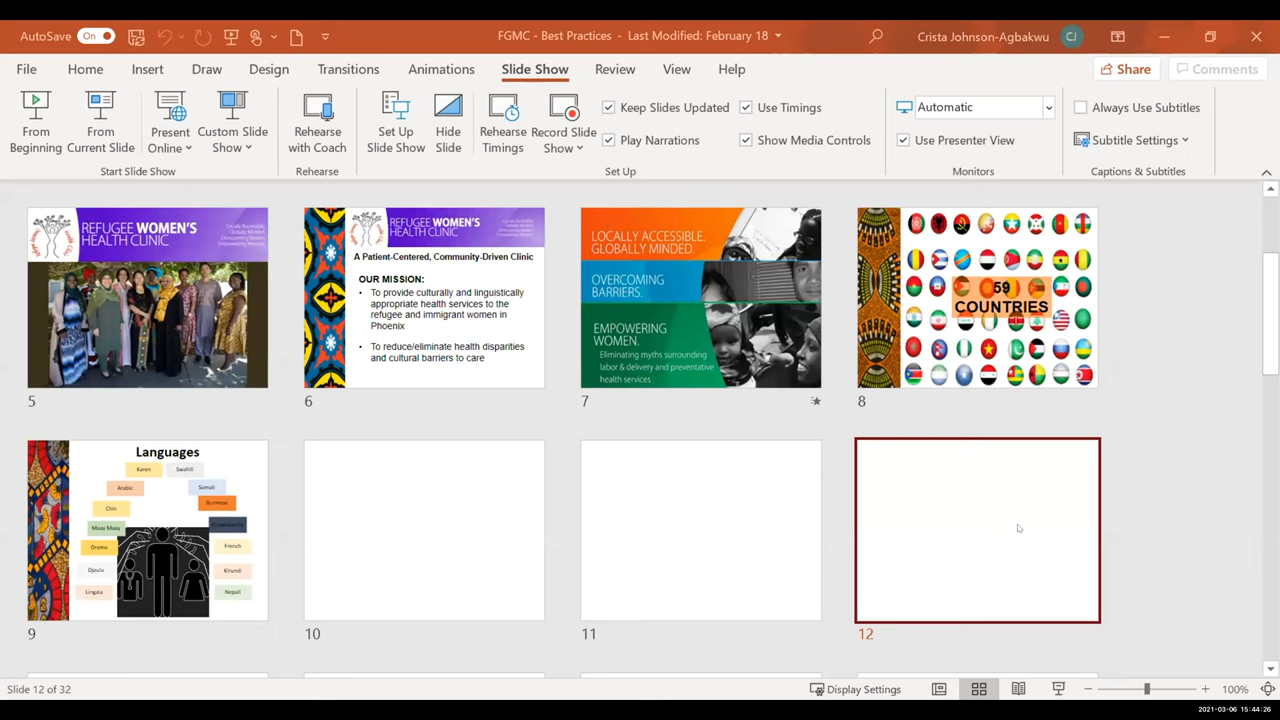 AutoSave On FGMC - Best Practices - Last Modified: February 18 Crista Johnson-Agbakwu CJ
File Home Insert Draw Design Transitions Animations Slide Show Review View Help Share Comments
From Beginning
From Current Slide
Present Online
Custom Slide Show
Rehearse with Coach
Set Up Slide Show
Hide Slide
Rehearse Timings
Record Slide Show
Keep Slides Updated
Play Narrations
Use Timings
Show Media Controls
Automatic
Use Presenter View
Always Use Subtitles
Subtitle Settings
Start Slide Show Rehearse Set Up Monitors Captions & Subtitles
REFUGEE WOMEN'S
HEALTH CLINIC
5
REFUGEE WOMEN'S
HEALTH CLINIC
A Patient-Centered, Community-Driven Clinic
OUR MISSION:
• To provide culturally and linguistically
appropriate health services to the
refugee and immigrant women in
Phoenix
• To reduce/eliminate health disparities
and cultural barriers to care
6
LOCALLY ACCESSIBLE.
GLOBALLY MINDED.
OVERCOMING
BARRIERS.
EMPOWERING
WOMEN.
Eliminating myths surrounding
labor & delivery and preventative
health services
7
59
COUNTRIES
8
Languages
Karen Swahili
Arabic Somali
Chin Burmese
Maay Maay
Oromo French
Djoula Kirundi
Lingala Nepali
9
10
11
12
Slide 12 of 32 Display Settings 100%
2021-03-06 15:44:26